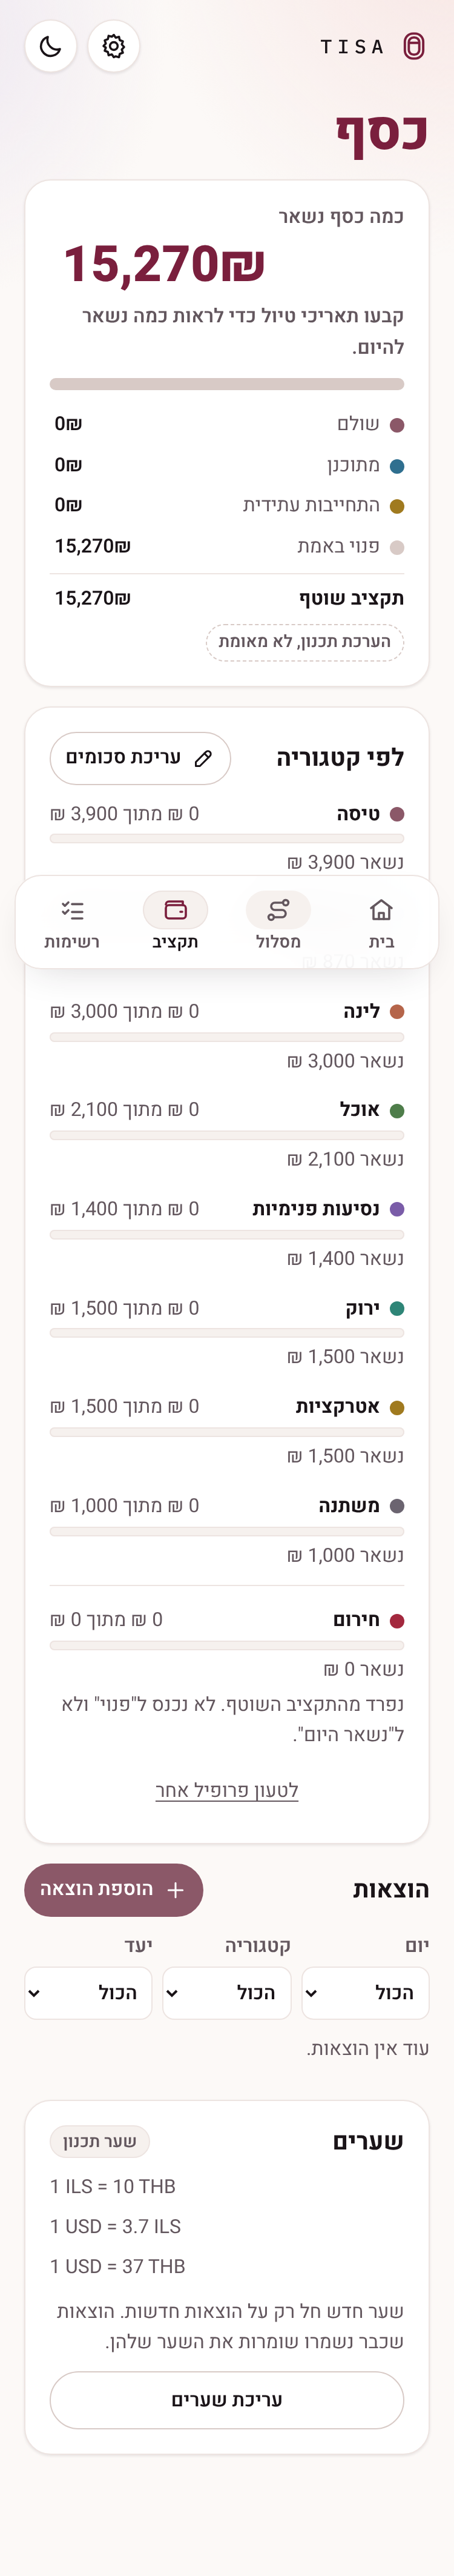 TISA
כסף
כמה כסף נשאר
15,270₪
קבעו תאריכי טיול כדי לראות כמה נשאר
להיום.
שולם 0₪
מתוכנן 0₪
התחייבות עתידית 0₪
פנוי באמת 15,270₪
תקציב שוטף 15,270₪
הערכת תכנון, לא מאומת
לפי קטגוריה
עריכת סכומים
טיסה 0 ₪ מתוך 3,900 ₪
נשאר 3,900 ₪
בית
מסלול
תקציב
רשימות
נשאר 870 ₪
לינה 0 ₪ מתוך 3,000 ₪
נשאר 3,000 ₪
אוכל 0 ₪ מתוך 2,100 ₪
נשאר 2,100 ₪
נסיעות פנימיות 0 ₪ מתוך 1,400 ₪
נשאר 1,400 ₪
ירוק 0 ₪ מתוך 1,500 ₪
נשאר 1,500 ₪
אטרקציות 0 ₪ מתוך 1,500 ₪
נשאר 1,500 ₪
משתנה 0 ₪ מתוך 1,000 ₪
נשאר 1,000 ₪
חירום 0 ₪ מתוך 0 ₪
נשאר 0 ₪
נפרד מהתקציב השוטף. לא נכנס ל"פנוי" ולא
ל"נשאר היום".
לטעון פרופיל אחר
הוצאות
הוספת הוצאה
יום קטגוריה יעד
הכול הכול הכול
עוד אין הוצאות.
שערים
שער תכנון
1 ILS = 10 THB
1 USD = 3.7 ILS
1 USD = 37 THB
שער חדש חל רק על הוצאות חדשות. הוצאות
שכבר נשמרו שומרות את השער שלהן.
עריכת שערים